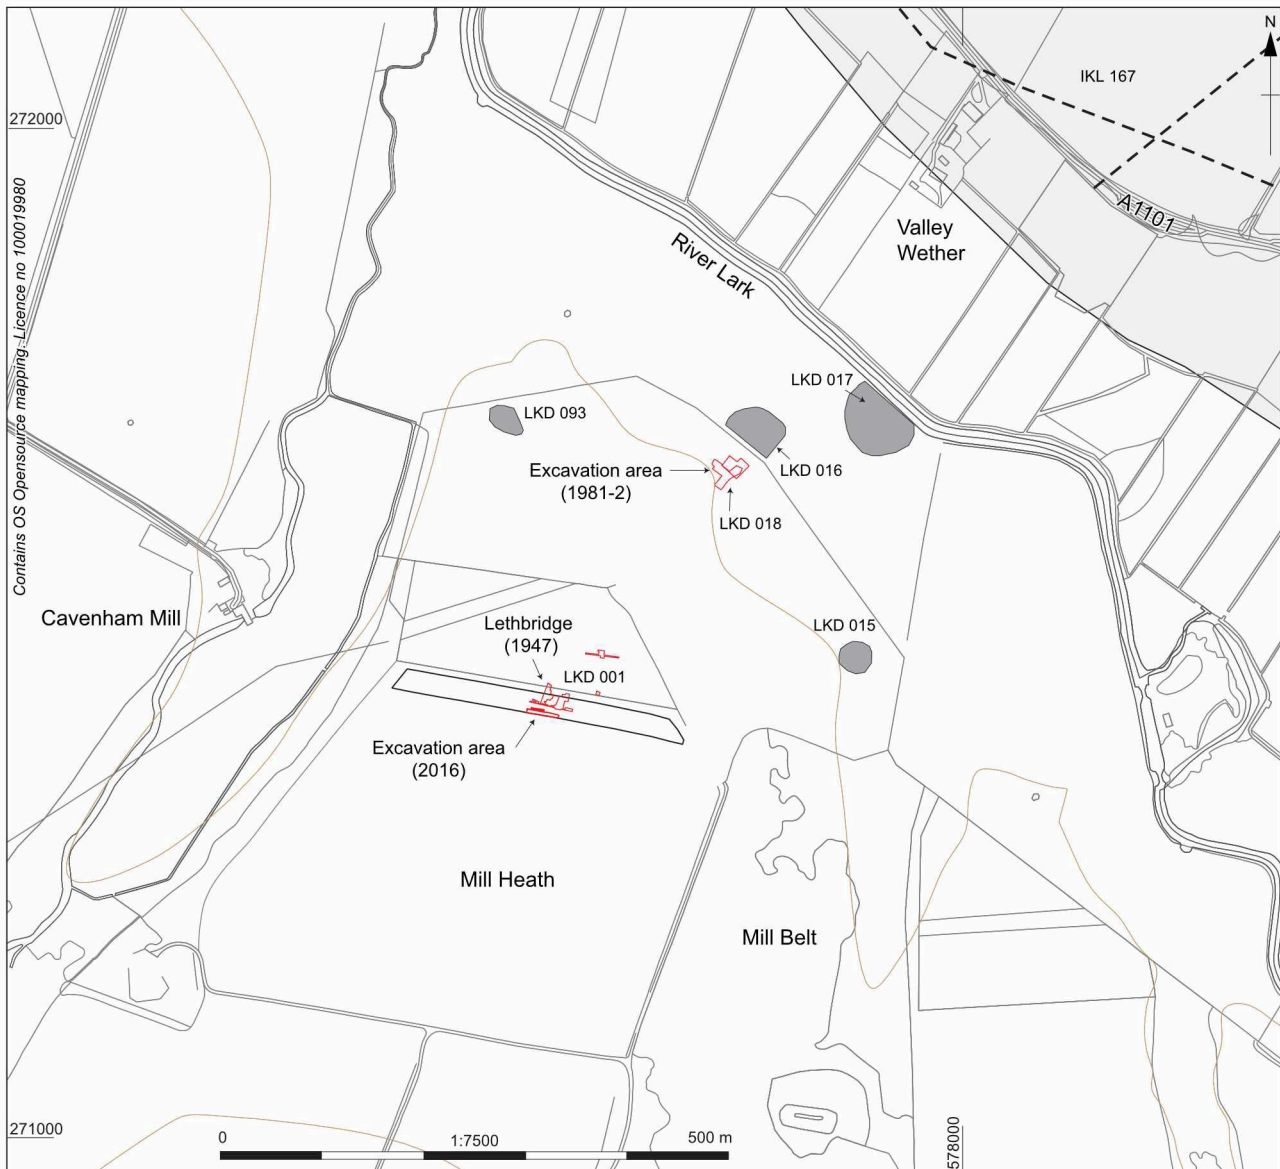 N
IKL 167
272000
A1101
Valley
Wether
River Lark
Contains OS Opensource mapping: Licence no 100019980
LKD 017
LKD 093
LKD 016
Excavation area
(1981-2)
LKD 018
Cavenham Mill
Lethbridge
(1947)
LKD 015
LKD 001
Excavation area
(2016)
Mill Heath
Mill Belt
271000
0
1:7500
500 m
578000